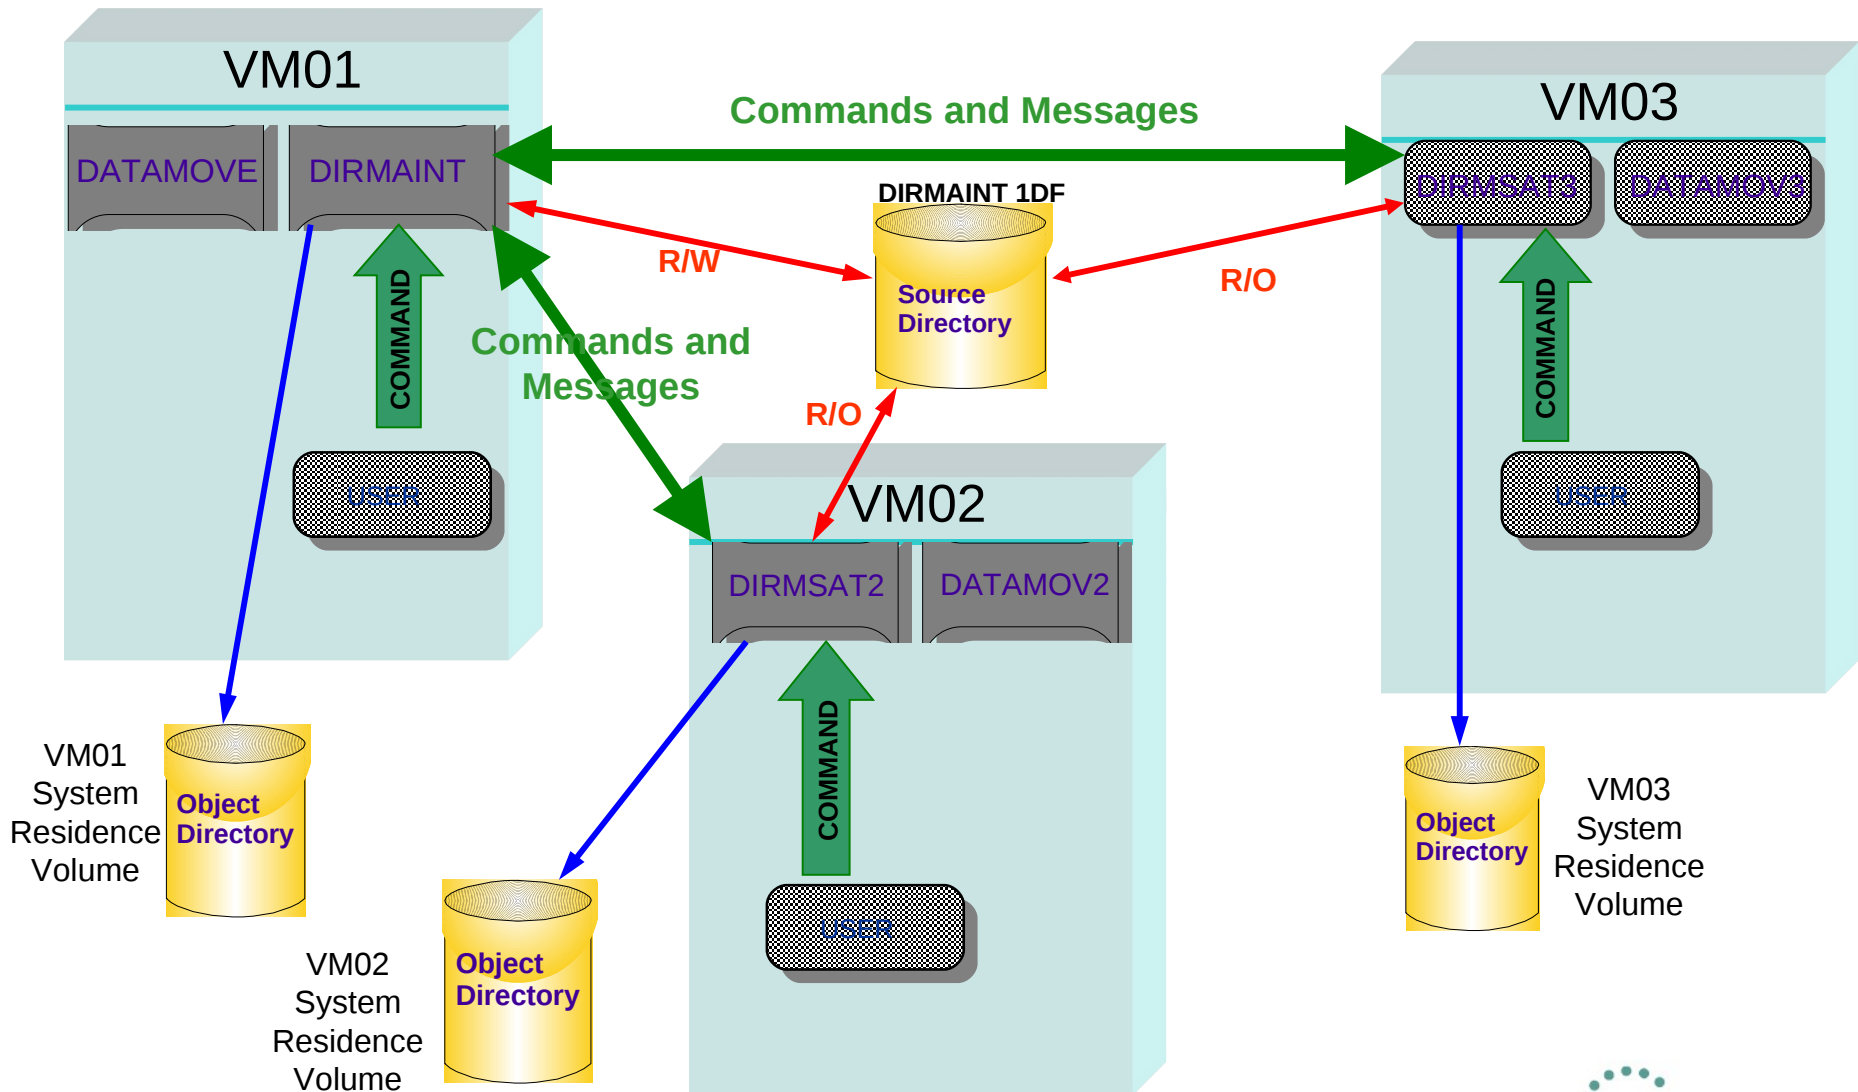 VM01
DATAMOVE
DIRMAINT
COMMAND
USER
Commands and Messages
DIRMAINT 1DF
Source
Directory
R/W
R/O
R/O
Commands and
Messages
VM03
DIRMSAT3
DATAMOV3
COMMAND
USER
VM02
DIRMSAT2
DATAMOV2
COMMAND
USER
VM01
System
Residence
Volume
Object
Directory
VM02
System
Residence
Volume
Object
Directory
Object
Directory
VM03
System
Residence
Volume